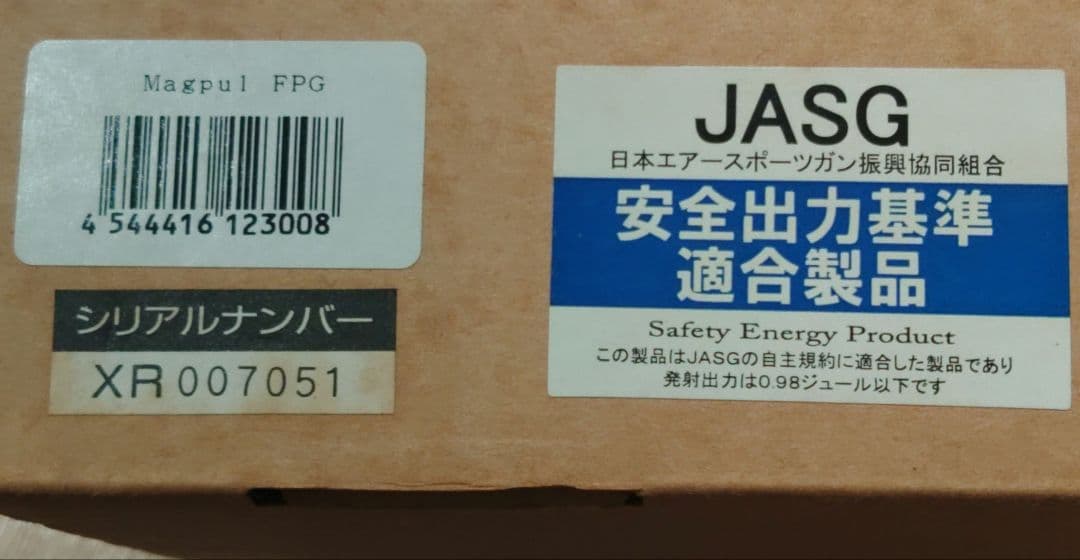 Magpul FPG
4 544416 123008
シリアルナンバー
XR 007051
JASG
日本エアースポーツガン振興協同組合
安全出力基準
適合製品
Safety Energy Product
この製品はJASGの自主規約に適合した製品であり
発射出力は0.98ジュール以下です